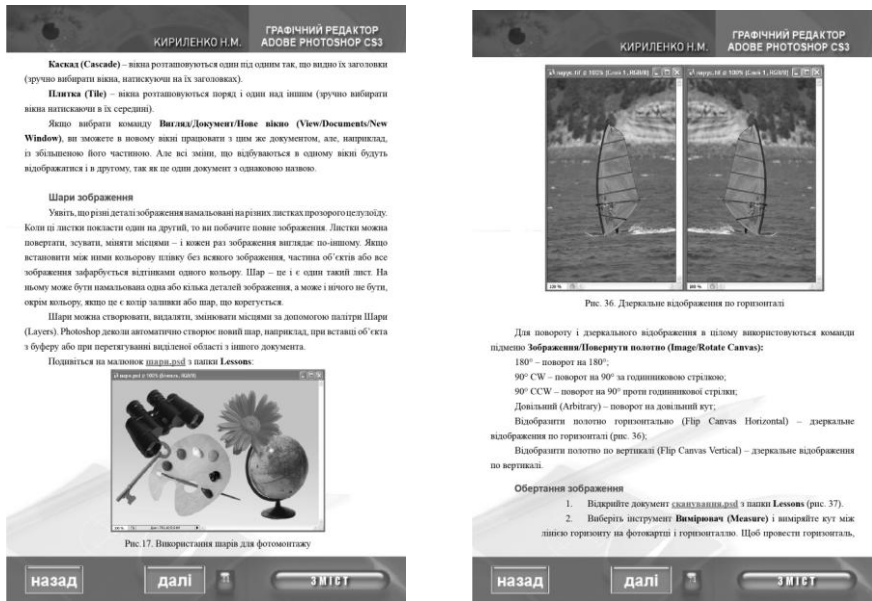 КИРИЛЕНКО Н.М.
ГРАФІЧНИЙ РЕДАКТОР
ADOBE PHOTOSHOP CS3
Каскад (Cascade) – вікна розташовуються один під одним так, що видно їх заголовки
(зручно вибирати вікна, натискуючи на їх заголовках).
Плитка (Tile) – вікна розташовуються поряд і один над іншим (зручно вибирати
вікна натискаючи в їх середині).
Якщо вибрати команду Вигляд/Документ/Нове вікно (View/Documents/New
Window), ви зможете в новому вікні працювати з цим же документом, але, наприклад,
із збільшеною його частиною. Але всі зміни, що відбуваються в одному вікні будуть
відображатися і в другому, так як це один документ з однаковою назвою.
Шари зображення
Уявіть, що різні деталі зображення намальовані на різних листках прозорого целулоїду.
Коли ці листки покласти один на другий, то ви побачите повне зображення. Листки можна
повертати, зсувати, міняти місцями – і кожен раз зображення виглядає по-іншому. Якщо
встановити між ними кольорову плівку без всякого зображення, частина об’єктів або все
зображення зафарбується відтінками одного кольору. Шар – це і є один такий лист. На
ньому може бути намальована одна або кілька деталей зображення, а може і нічого не бути,
окрім кольору, якщо це є колір заливки або шар, що корегується.
Шари можна створювати, видаляти, змінювати місцями за допомогою палітри Шари
(Layers). Photoshop деколи автоматично створює новий шар, наприклад, при вставці об’єкта
з буферу або при перетягуванні виділеної області з іншого документа.
Подивіться на малюнок шари.psd з папки Lessons:
Рис.17. Використання шарів для фотомонтажу
назад
далі
ЗМІСТ
КИРИЛЕНКО Н.М.
ГРАФІЧНИЙ РЕДАКТОР
ADOBE PHOTOSHOP CS3
Рис. 36. Дзеркальне відображення по горизонталі
Для повороту і дзеркального відображення в цілому використовуються команди
підменю Зображення/Повернути полотно (Image/Rotate Canvas):
180° – поворот на 180°;
90° CW – поворот на 90° за годинниковою стрілкою;
90° CCW – поворот на 90° проти годинникової стрілки;
Довільний (Arbitrary) – поворот на довільний кут;
Відобразити полотно горизонтально (Flip Canvas Horizontal) – дзеркальне
відображення по горизонталі (рис. 36);
Відобразити полотно по вертикалі (Flip Canvas Vertical) – дзеркальне відображення
по вертикалі.
Обертання зображення
1. Відкрийте документ сканування.psd з папки Lessons (рис. 37).
2. Виберіть інструмент Вимірювач (Measure) і виміряйте кут між
лінією горизонту на фотокартці і горизонталлю. Щоб провести горизонталь,
назад
далі
ЗМІСТ